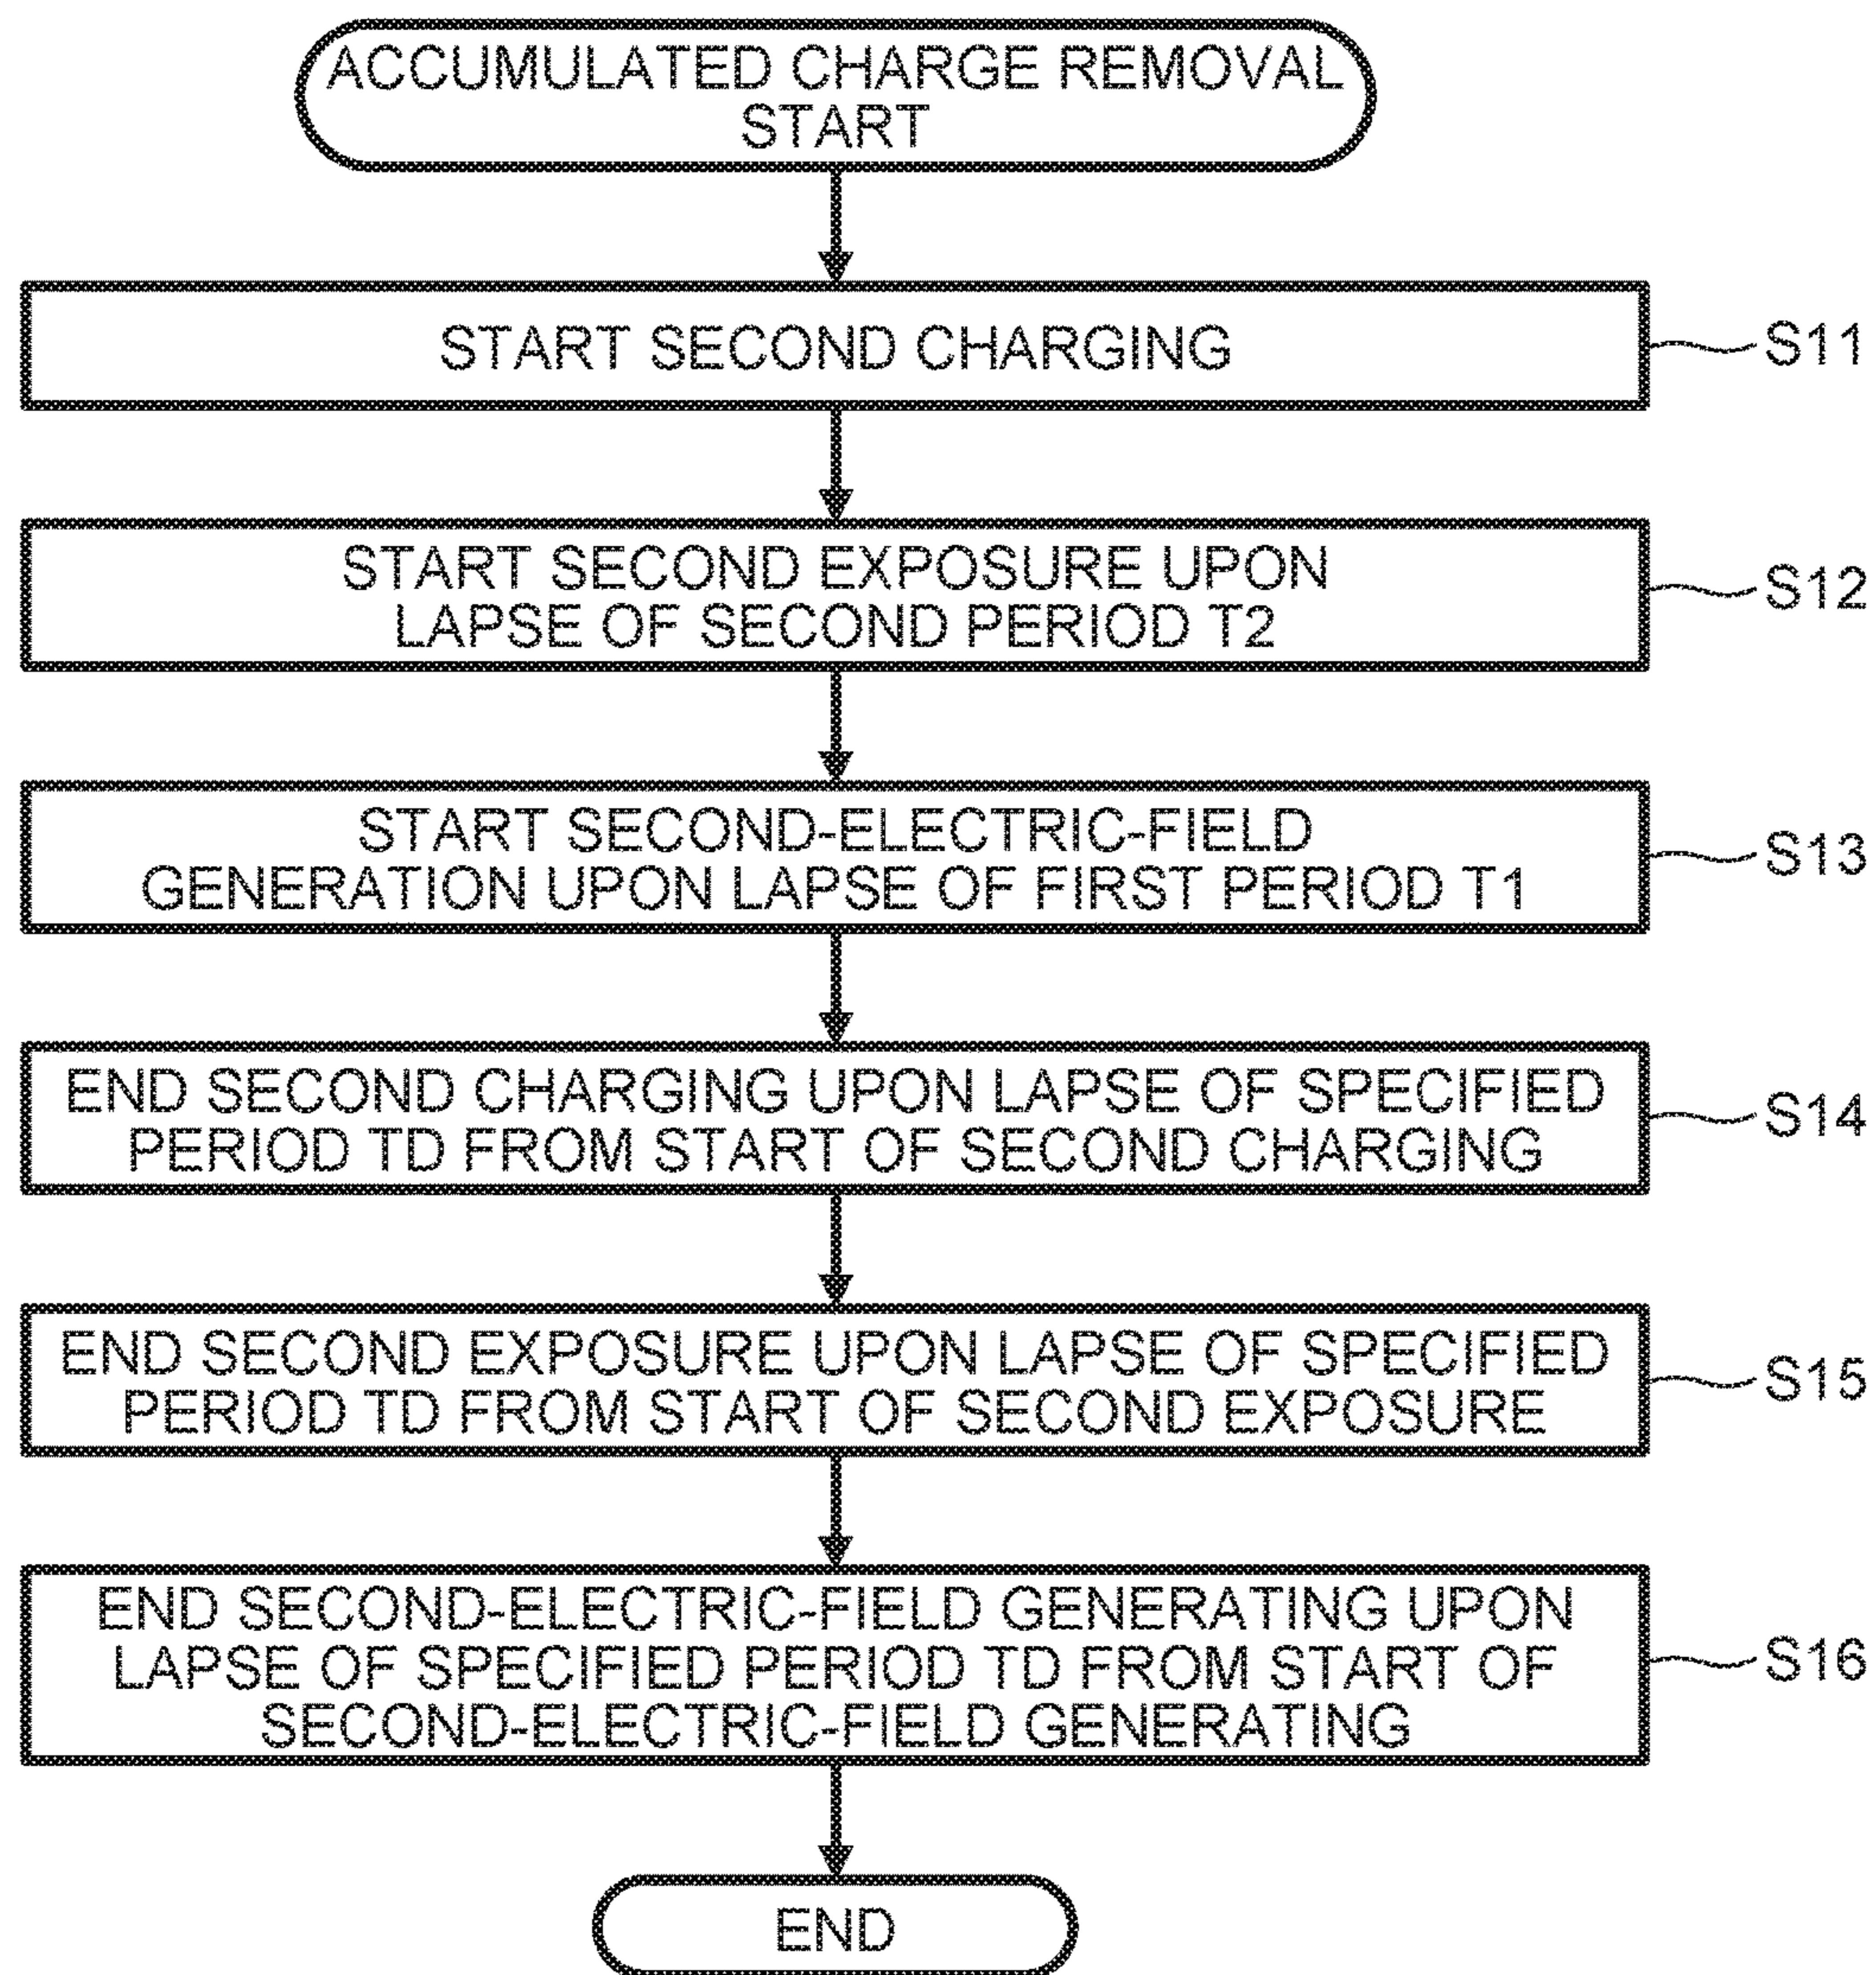 ACCUMULATED CHARGE REMOVAL
START
START SECOND CHARGING
S11
START SECOND EXPOSURE UPON
LAPSE OF SECOND PERIOD T2
S12
START SECOND-ELECTRIC-FIELD
GENERATION UPON LAPSE OF FIRST PERIOD T1
S13
END SECOND CHARGING UPON LAPSE OF SPECIFIED
PERIOD TD FROM START OF SECOND CHARGING
S14
END SECOND EXPOSURE UPON LAPSE OF SPECIFIED
PERIOD TD FROM START OF SECOND EXPOSURE
S15
END SECOND-ELECTRIC-FIELD GENERATING UPON
LAPSE OF SPECIFIED PERIOD TD FROM START OF
SECOND-ELECTRIC-FIELD GENERATING
S16
END